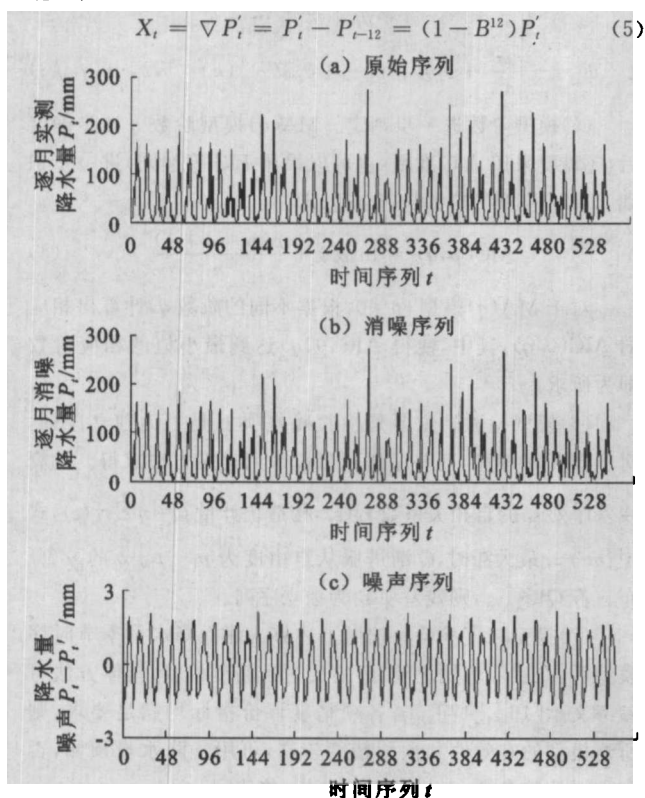 X_t = ∇P'_t = P'_t − P'_{t−12} = (1 − B^{12})P'_t (5)
(a) 原始序列
逐月实测
降水量 P_t/mm
300
200
100
0
0 48 96 144 192 240 288 336 384 432 480 528
时间序列 t
(b) 消噪序列
逐月消噪
降水量 P_t/mm
300
200
100
0
0 48 96 144 192 240 288 336 384 432 480 528
时间序列 t
(c) 噪声序列
降水量
噪声 P_t−P_t'/mm
3
0
-3
0 48 96 144 192 240 288 336 384 432 480 528
时间序列 t